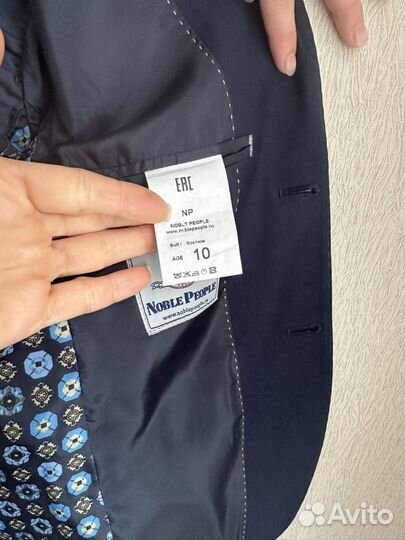 EAC
NP
NOBLE PEOPLE
www.noblepeople.ru
Suit / Костюм
AGE 10
NOBLE PEOPLE
www.noblepeople.ru
Avito